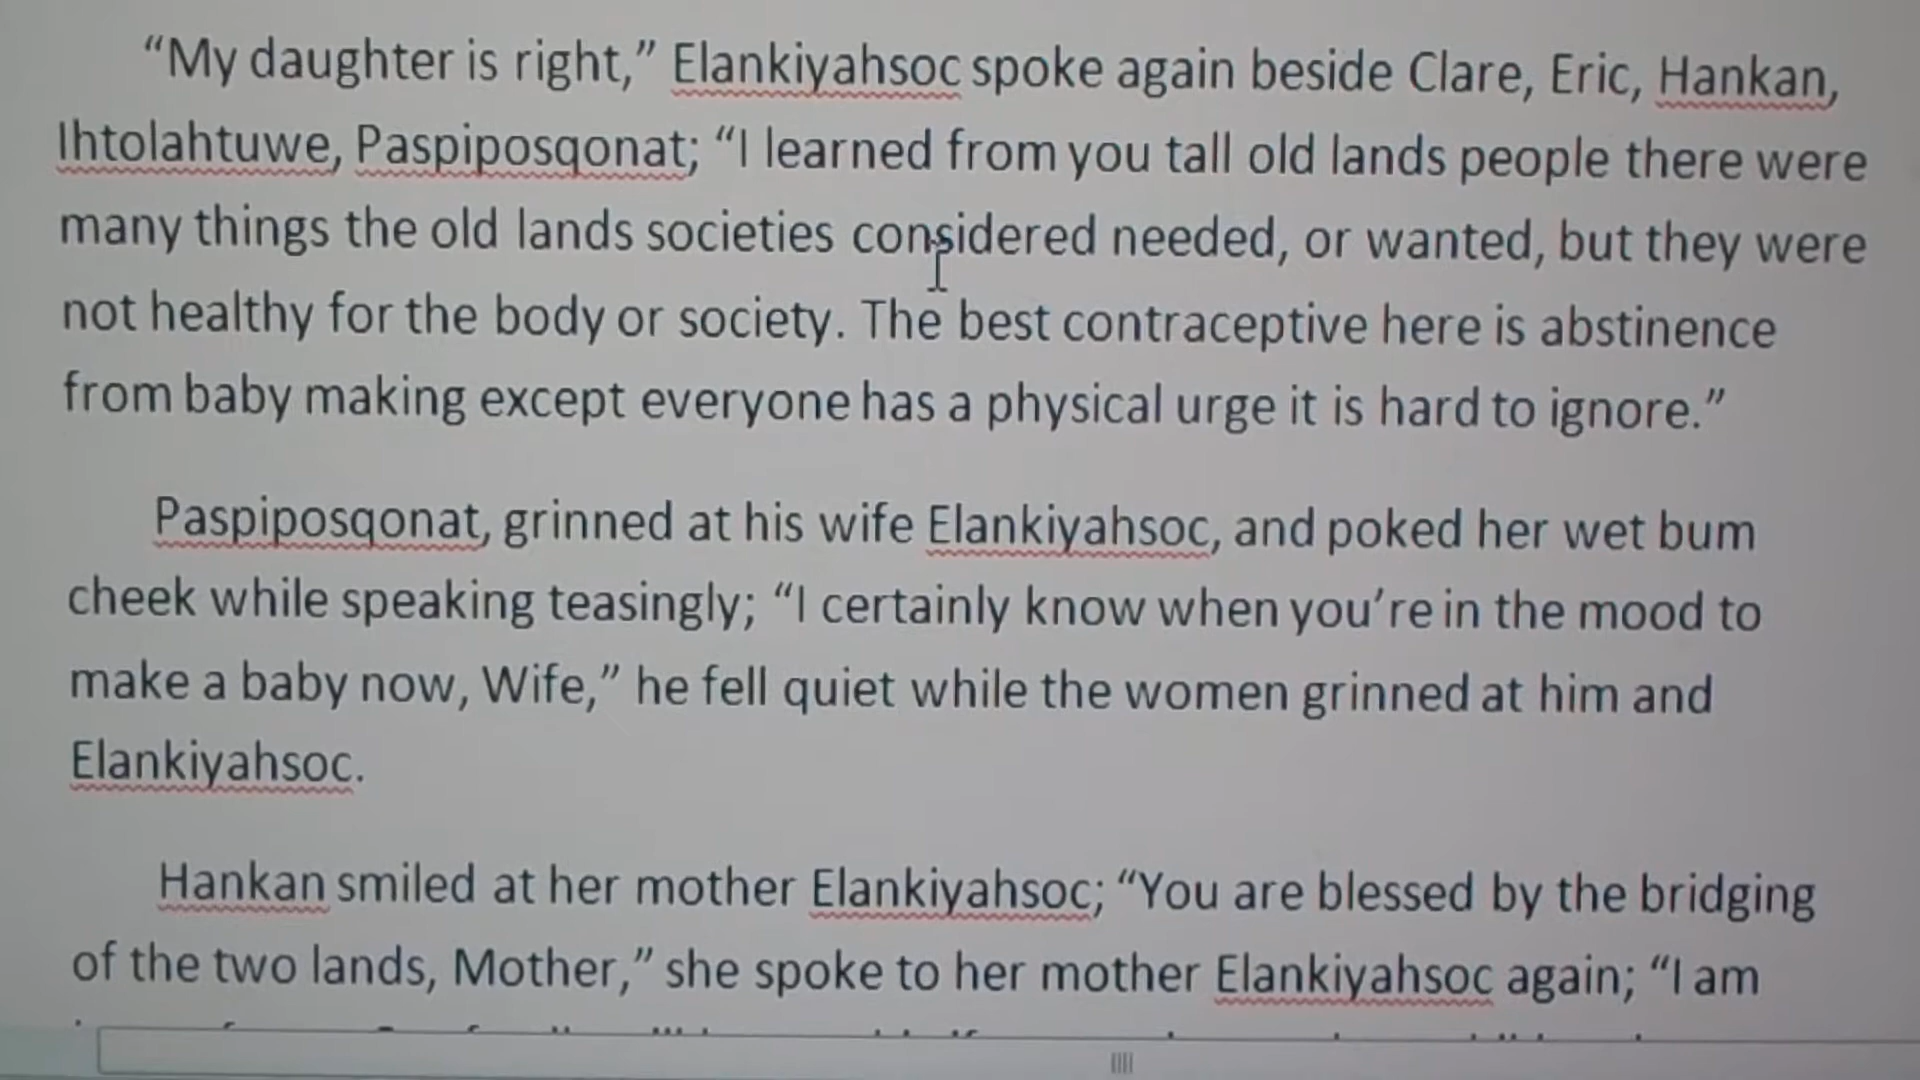 “My daughter is right,” Elankiyahsoc spoke again beside Clare, Eric, Hankan,
Ihtolahtuwe, Paspiposqonat; “I learned from you tall old lands people there were
many things the old lands societies considered needed, or wanted, but they were
not healthy for the body or society. The best contraceptive here is abstinence
from baby making except everyone has a physical urge it is hard to ignore.”
Paspiposqonat, grinned at his wife Elankiyahsoc, and poked her wet bum
cheek while speaking teasingly; “I certainly know when you’re in the mood to
make a baby now, Wife,” he fell quiet while the women grinned at him and
Elankiyahsoc.
Hankan smiled at her mother Elankiyahsoc; “You are blessed by the bridging
of the two lands, Mother,” she spoke to her mother Elankiyahsoc again; “I am